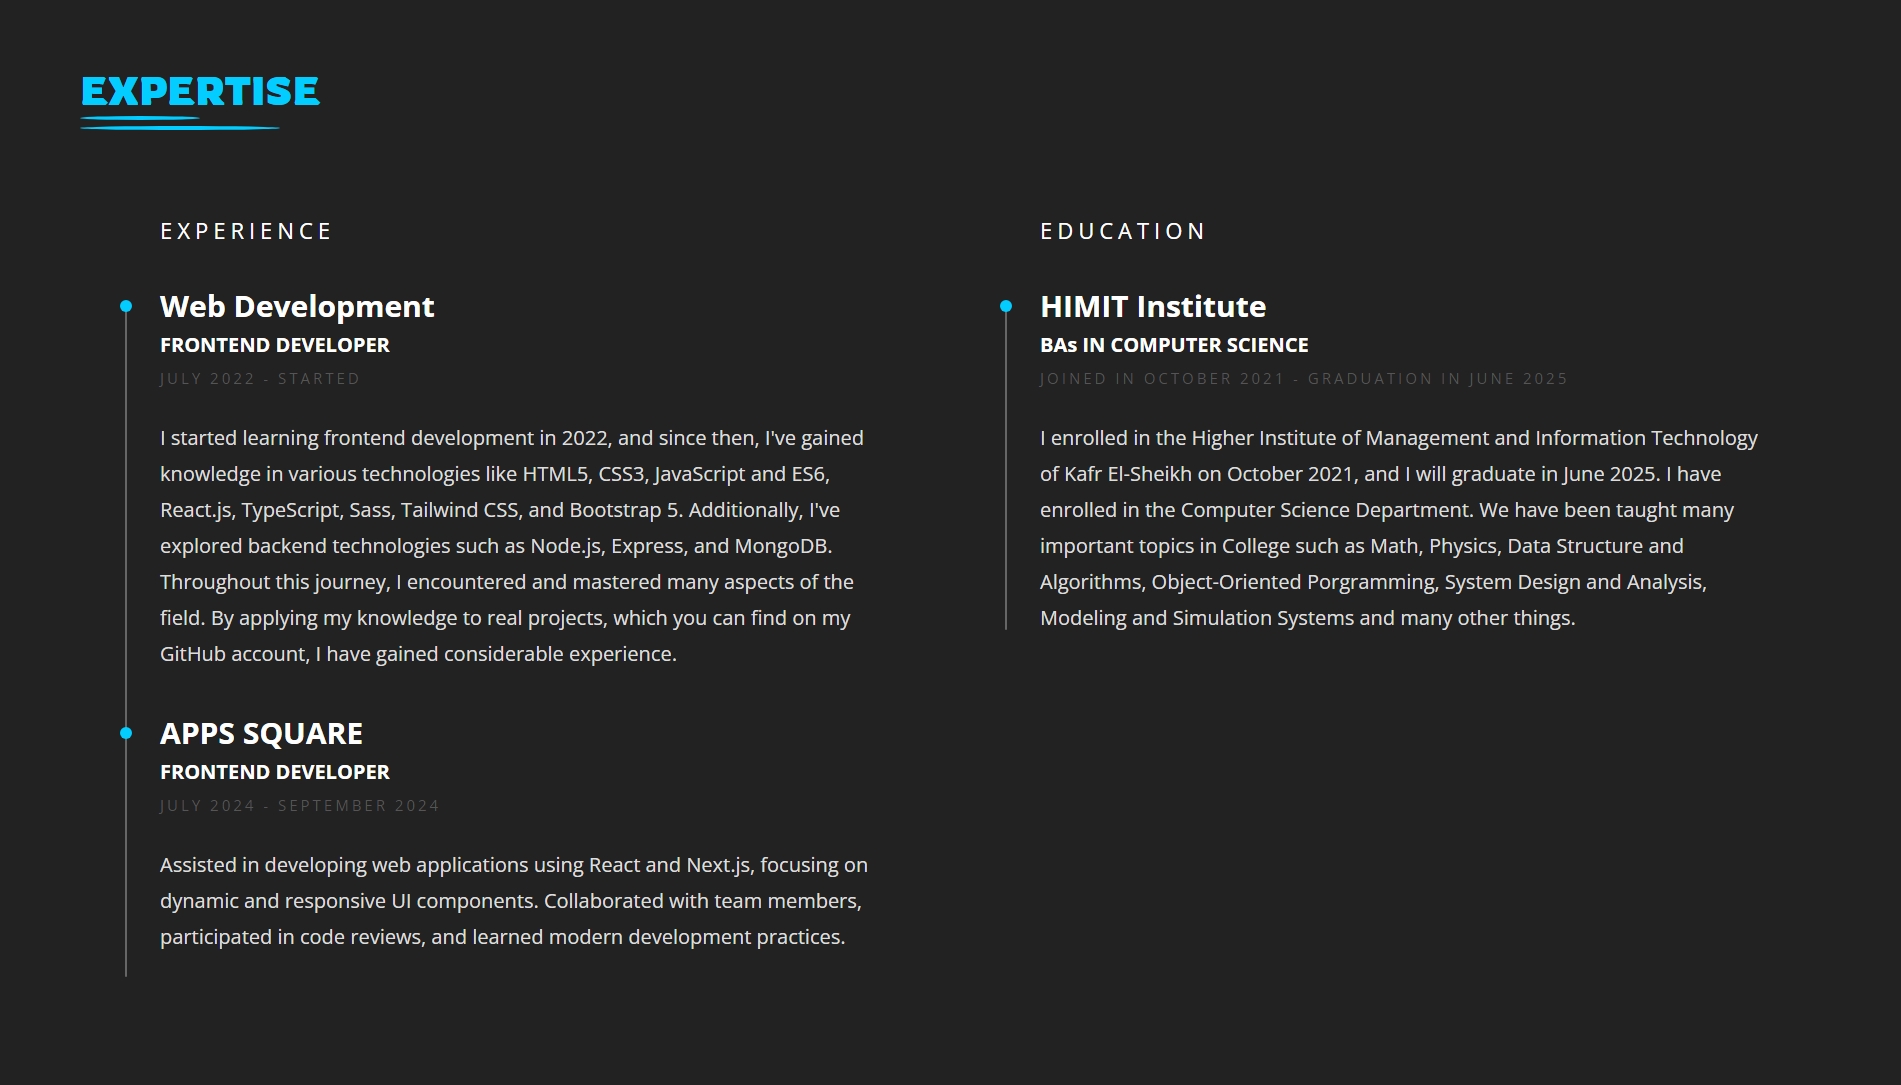 EXPERTISE
EXPERIENCE
Web Development
FRONTEND DEVELOPER
JULY 2022 - STARTED
I started learning frontend development in 2022, and since then, I've gained
knowledge in various technologies like HTML5, CSS3, JavaScript and ES6,
React.js, TypeScript, Sass, Tailwind CSS, and Bootstrap 5. Additionally, I've
explored backend technologies such as Node.js, Express, and MongoDB.
Throughout this journey, I encountered and mastered many aspects of the
field. By applying my knowledge to real projects, which you can find on my
GitHub account, I have gained considerable experience.
APPS SQUARE
FRONTEND DEVELOPER
JULY 2024 - SEPTEMBER 2024
Assisted in developing web applications using React and Next.js, focusing on
dynamic and responsive UI components. Collaborated with team members,
participated in code reviews, and learned modern development practices.
EDUCATION
HIMIT Institute
BAs IN COMPUTER SCIENCE
JOINED IN OCTOBER 2021 - GRADUATION IN JUNE 2025
I enrolled in the Higher Institute of Management and Information Technology
of Kafr El-Sheikh on October 2021, and I will graduate in June 2025. I have
enrolled in the Computer Science Department. We have been taught many
important topics in College such as Math, Physics, Data Structure and
Algorithms, Object-Oriented Porgramming, System Design and Analysis,
Modeling and Simulation Systems and many other things.